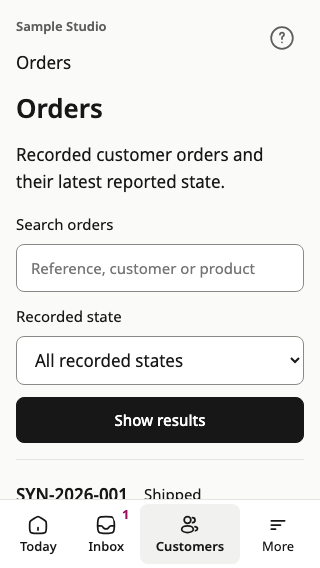 Sample Studio
Orders
Orders
Recorded customer orders and
their latest reported state.
Search orders
Reference, customer or product
Recorded state
All recorded states
Show results
SYN-2026-001 Shipped
1
Today Inbox Customers More